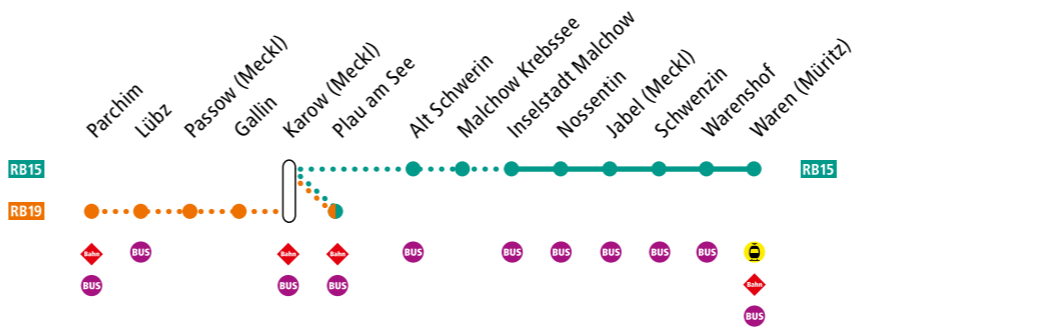 Parchim
Lübz
Passow (Meckl)
Gallin
Karow (Meckl)
Plau am See
Alt Schwerin
Malchow Krebssee
Inselstadt Malchow
Nossentin
Jabel (Meckl)
Schwenzin
Warenshof
Waren (Müritz)
RB15 RB15
RB19
Bahn BUS Bahn Bahn BUS BUS BUS BUS BUS BUS
BUS BUS BUS Bahn
BUS